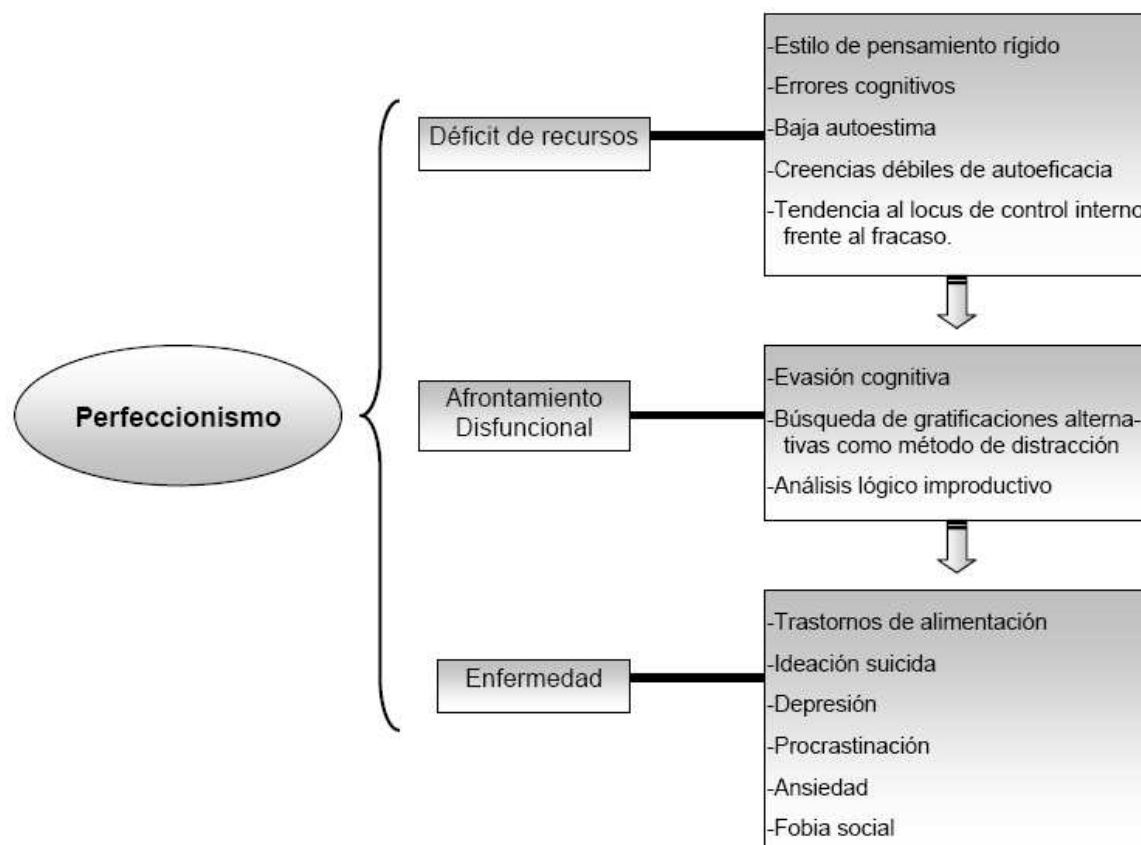 Perfeccionismo
Déficit de recursos
-Estilo de pensamiento rígido
-Errores cognitivos
-Baja autoestima
-Creencias débiles de autoeficacia
-Tendencia al locus de control interno
frente al fracaso.
Afrontamiento
Disfuncional
-Evasión cognitiva
-Búsqueda de gratificaciones alterna-
tivas como método de distracción
-Análisis lógico improductivo
Enfermedad
-Trastornos de alimentación
-Ideación suicida
-Depresión
-Procrastinación
-Ansiedad
-Fobia social